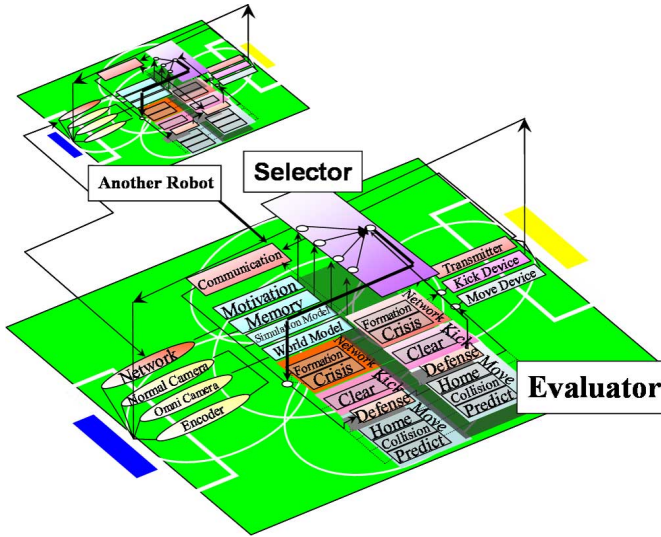 Another Robot
Selector
Communication
Motivation
Memory
Simulation Model
World Model
Transmitter
Kick Device
Move Device
Network
Formation
Crisis
Kick
Clear
Defense
Move
Home
Collision
Predict
Network
Formation
Crisis
Kick
Clear
Defense
Move
Home
Collision
Predict
Network
Normal Camera
Omni Camera
Encoder
Evaluator